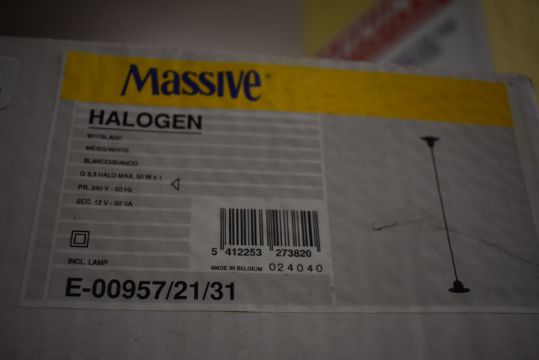 MASSIVE®
HALOGEN
WIT/BLANC
WEISS/WHITE
BLANCO/BIANCO
G 5,3 HALO MAX. 50 W x 1
PR. 240 V - 50 Hz
SEC. 12 V - 50 VA
5 412253 273820
INCL. LAMP
MADE IN BELGIUM 024040
E-00957/21/31